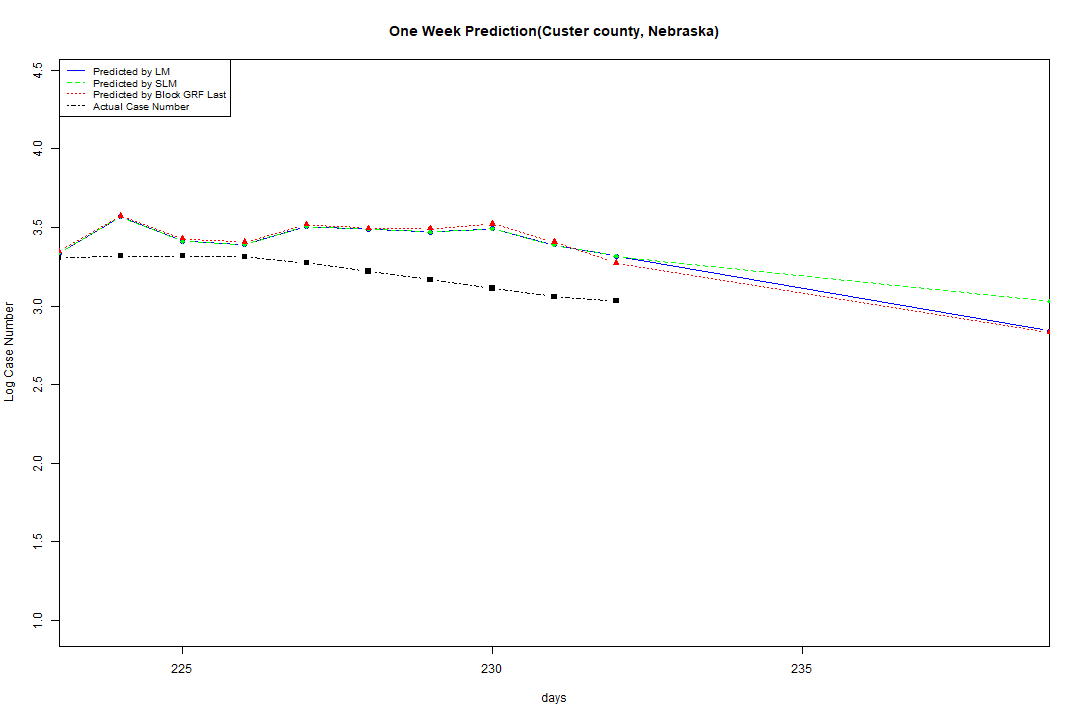 One Week Prediction(Custer county, Nebraska)
Predicted by LM
Predicted by SLM
Predicted by Block GRF Last
Actual Case Number
4.5
4.0
3.5
3.0
2.5
2.0
1.5
1.0
Log Case Number
225
230
235
days